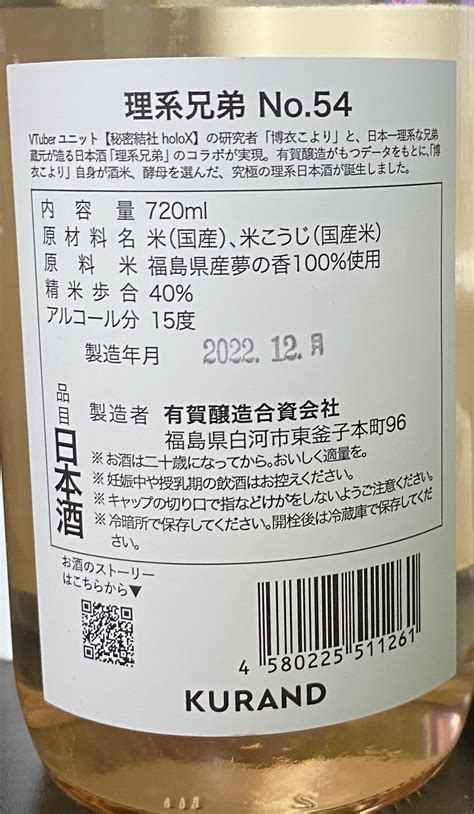 理系兄弟 No.54
VTuber ユニット【秘密結社 holoX】の研究者「博衣こより」と、日本一理系な兄弟
蔵元が造る日本酒「理系兄弟」のコラボが実現。有賀醸造がもつデータをもとに、「博
衣こより」自身が酒米、酵母を選んだ、究極の理系日本酒が誕生しました。
内容量 720ml
原材料名 米(国産)、米こうじ(国産米)
原料米 福島県産夢の香100%使用
精米歩合 40%
アルコール分 15度
製造年月 2022.12.月
品目 日本酒
製造者 有賀醸造合資会社
福島県白河市東釜子本町96
※お酒は二十歳になってから。おいしく適量を。
※妊娠中や授乳期の飲酒はお控えください。
※キャップの切り口で指などけがをしないようご注意ください。
※冷暗所で保存してください。開栓後は冷蔵庫で保存してくだ
さい。
お酒のストーリー
はこちらから▼
4 580225 511261
KURAND